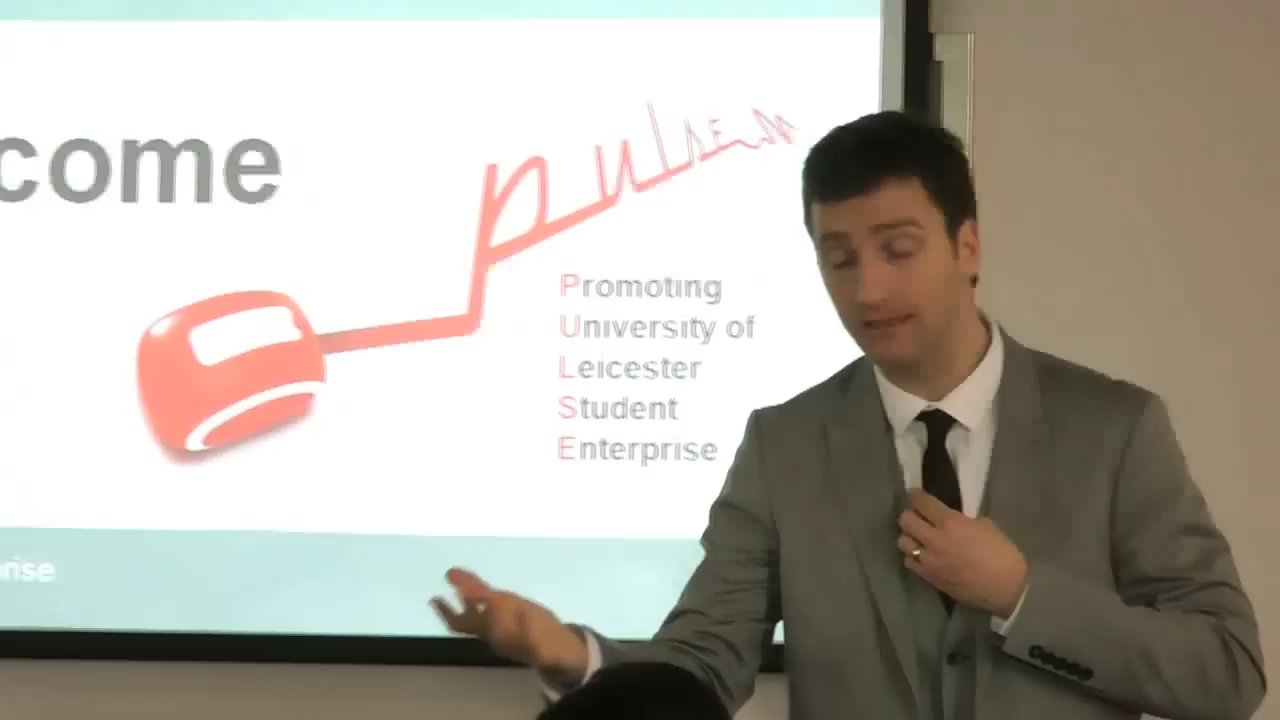 come
pulse
Promoting
University of
Leicester
Student
Enterprise
rise